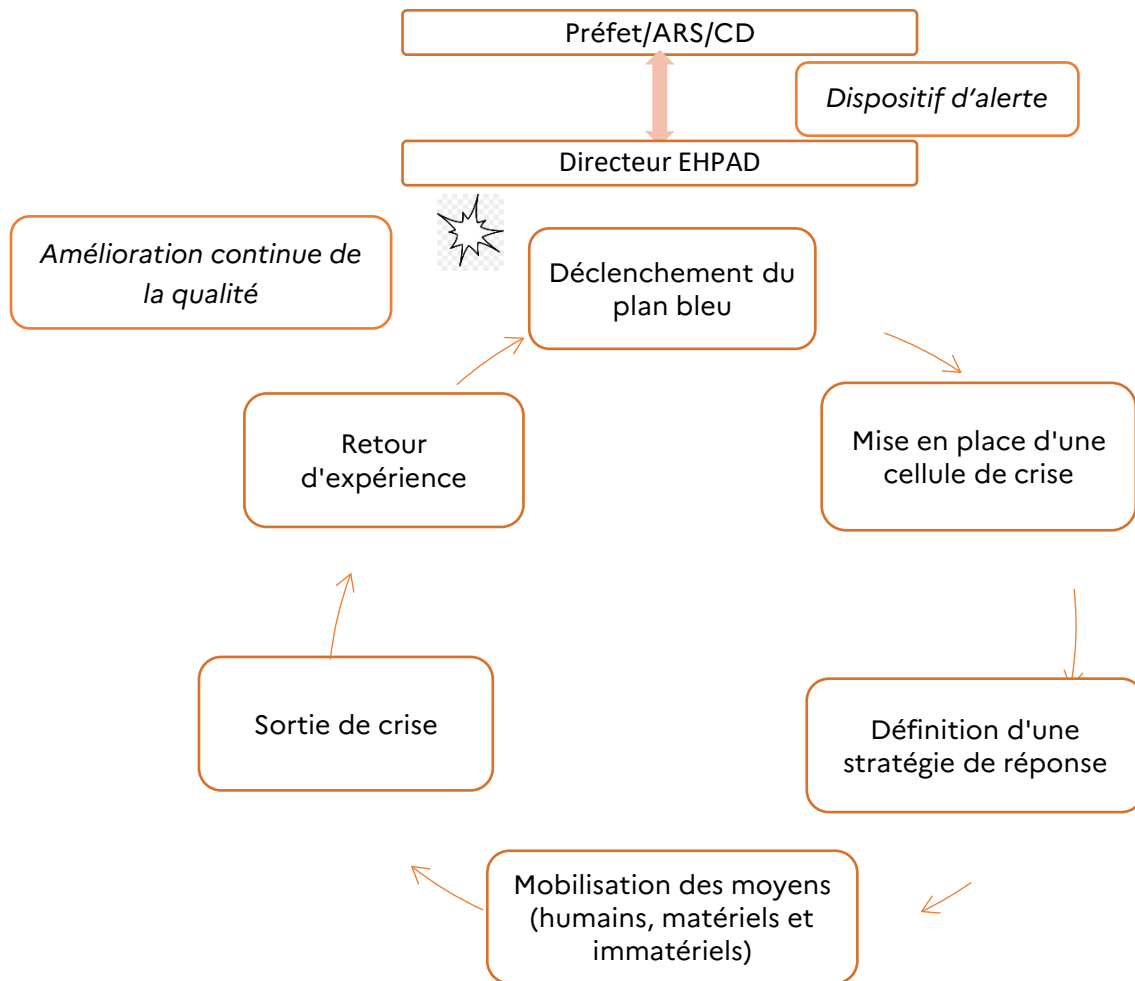 Préfet/ARS/CD
Dispositif d’alerte
Directeur EHPAD
Amélioration continue de
la qualité
Déclenchement du
plan bleu
Mise en place d'une
cellule de crise
Définition d'une
stratégie de réponse
Mobilisation des moyens
(humains, matériels et
immatériels)
Sortie de crise
Retour
d'expérience